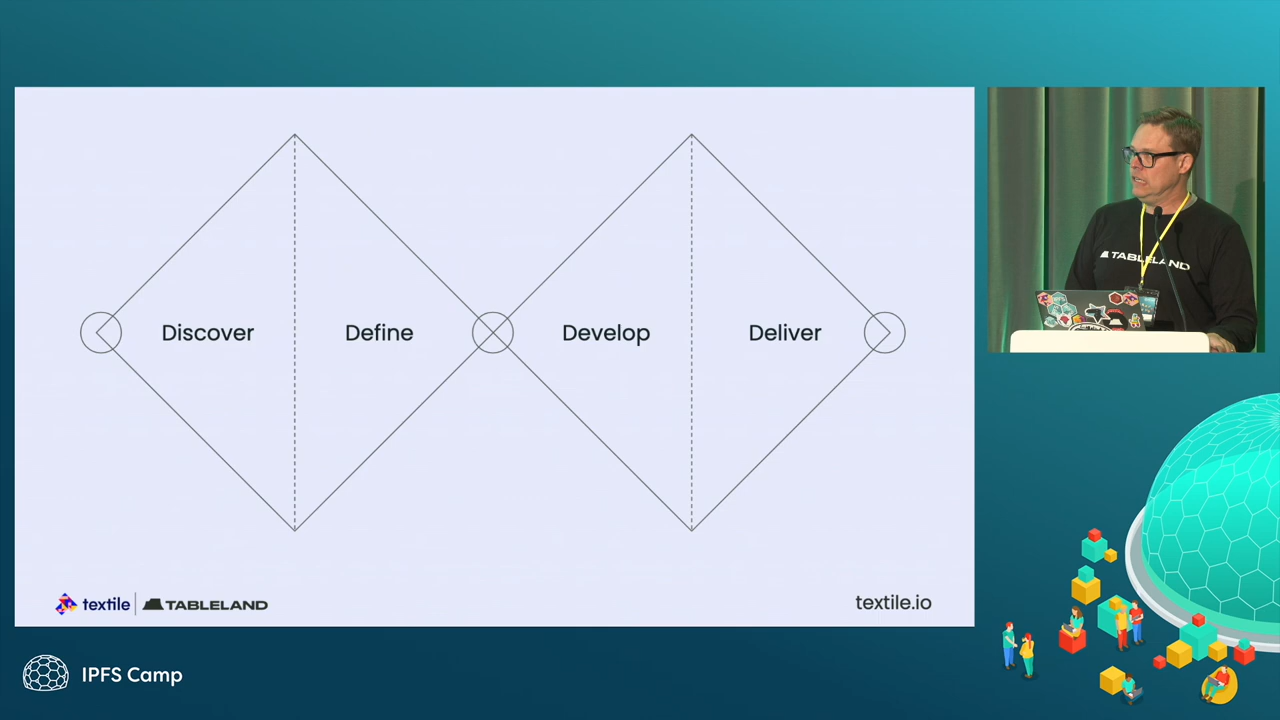 Discover
Define
Develop
Deliver
textile
TABLELAND
textile.io
TABLELAND
IPFS Camp